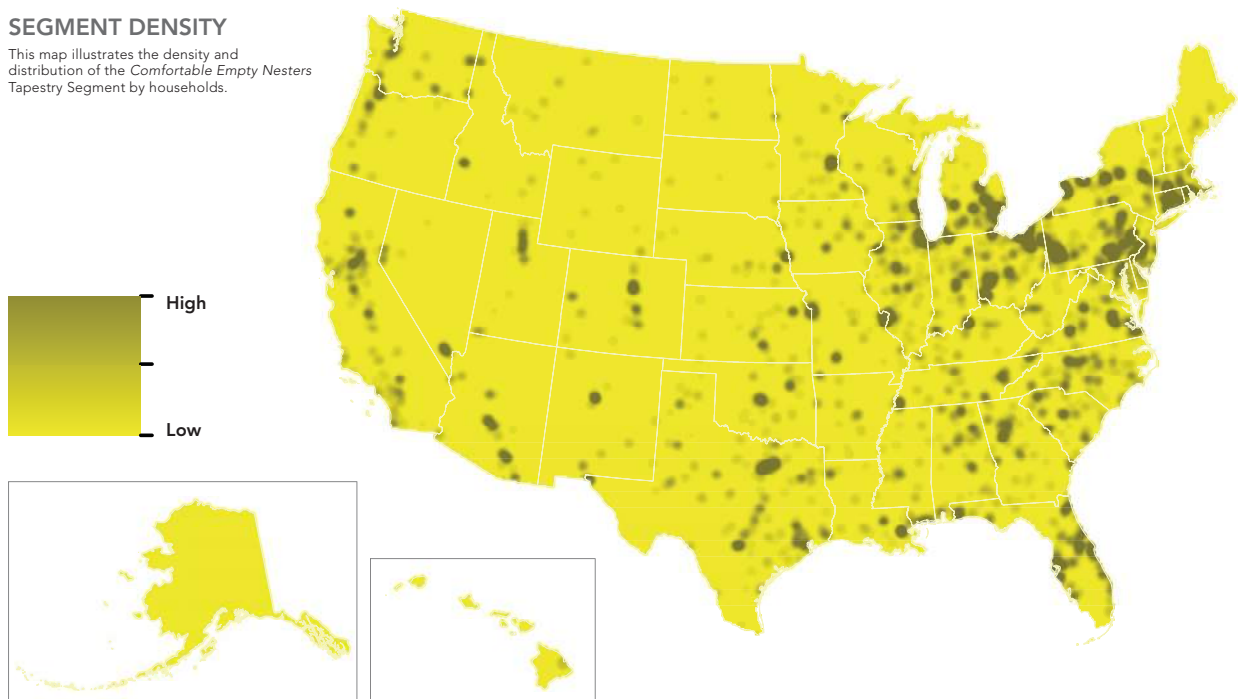 SEGMENT DENSITY
This map illustrates the density and
distribution of the Comfortable Empty Nesters
Tapestry Segment by households.
High
Low